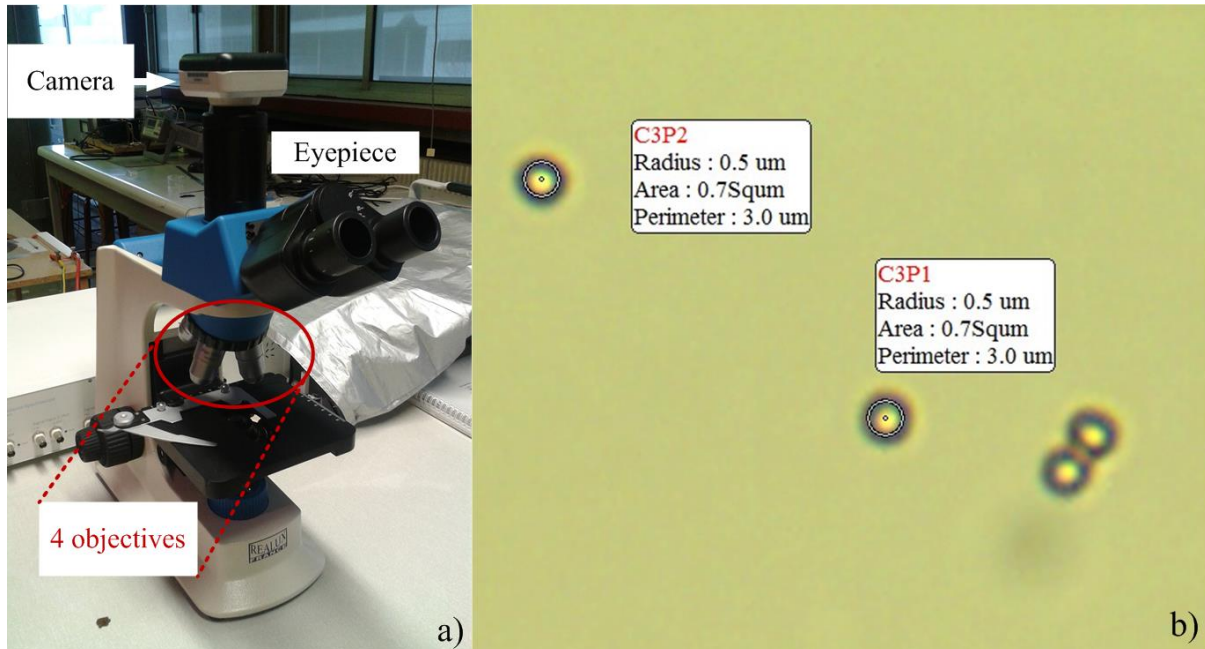 Camera
Eyepiece
4 objectives
REALUX
FRANCE
a)
C3P2
Radius : 0.5 um
Area : 0.7Squm
Perimeter : 3.0 um
C3P1
Radius : 0.5 um
Area : 0.7Squm
Perimeter : 3.0 um
b)